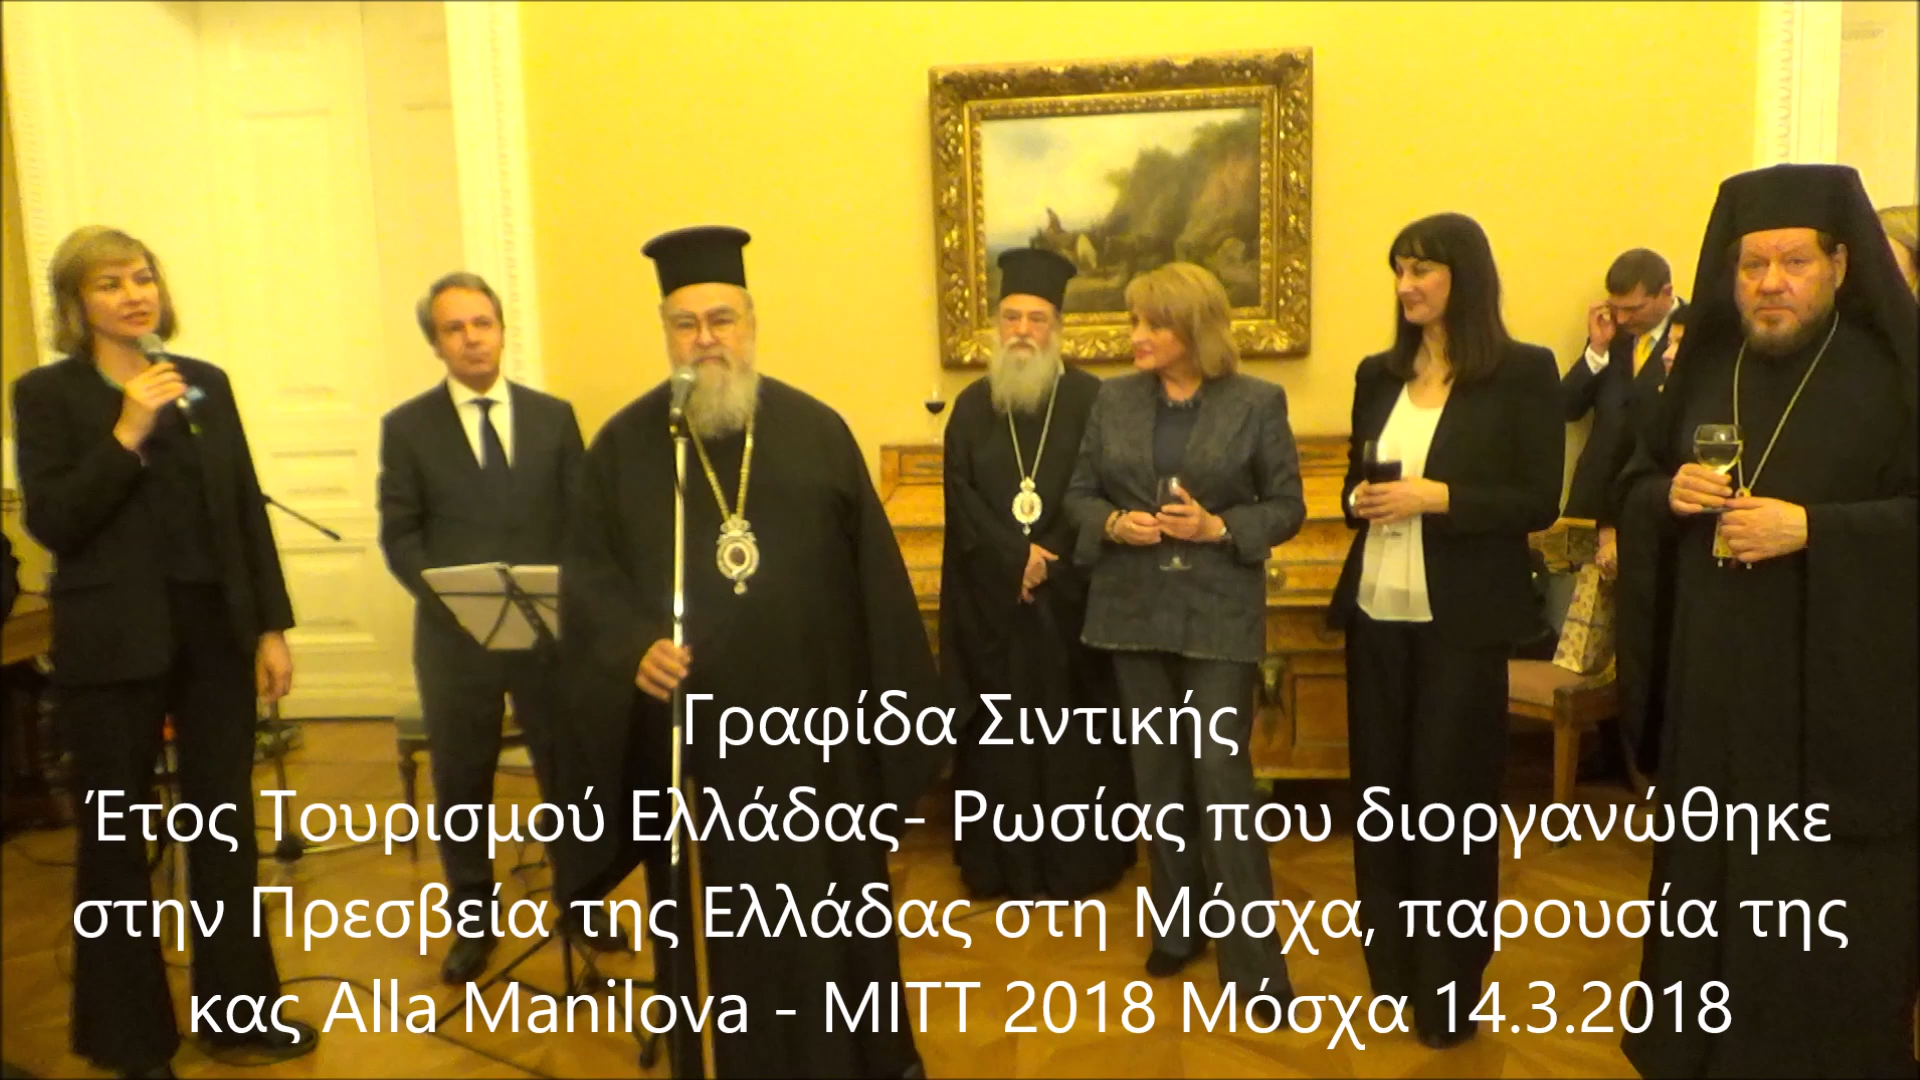 Γραφίδα Σιντικής
Έτος Τουρισμού Ελλάδας- Ρωσίας που διοργανώθηκε
στην Πρεσβεία της Ελλάδας στη Μόσχα, παρουσία της
κας Alla Manilova - MITT 2018 Μόσχα 14.3.2018